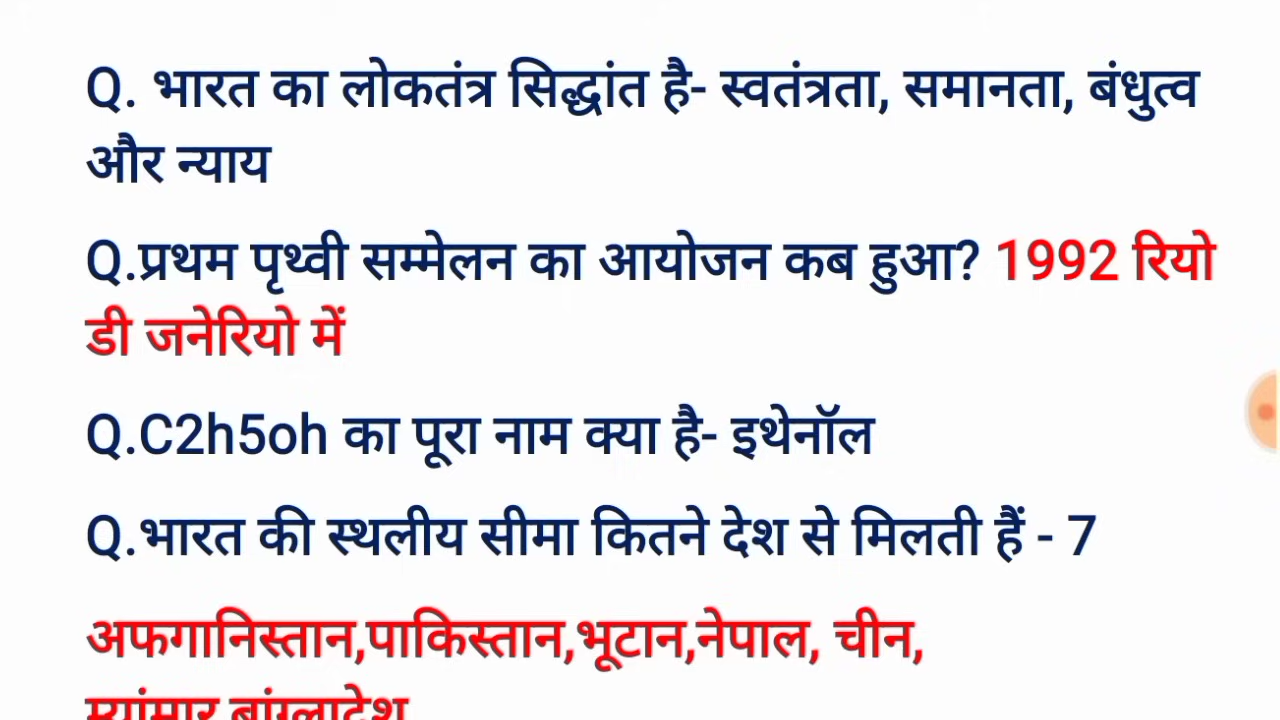 Q. भारत का लोकतंत्र सिद्धांत है- स्वतंत्रता, समानता, बंधुत्व
और न्याय
Q.प्रथम पृथ्वी सम्मेलन का आयोजन कब हुआ? 1992 रियो
डी जनेरियो में
Q.C2h5oh का पूरा नाम क्या है- इथेनॉल
Q.भारत की स्थलीय सीमा कितने देश से मिलती हैं - 7
अफगानिस्तान,पाकिस्तान,भूटान,नेपाल, चीन,
म्यांमार,बांग्लादेश